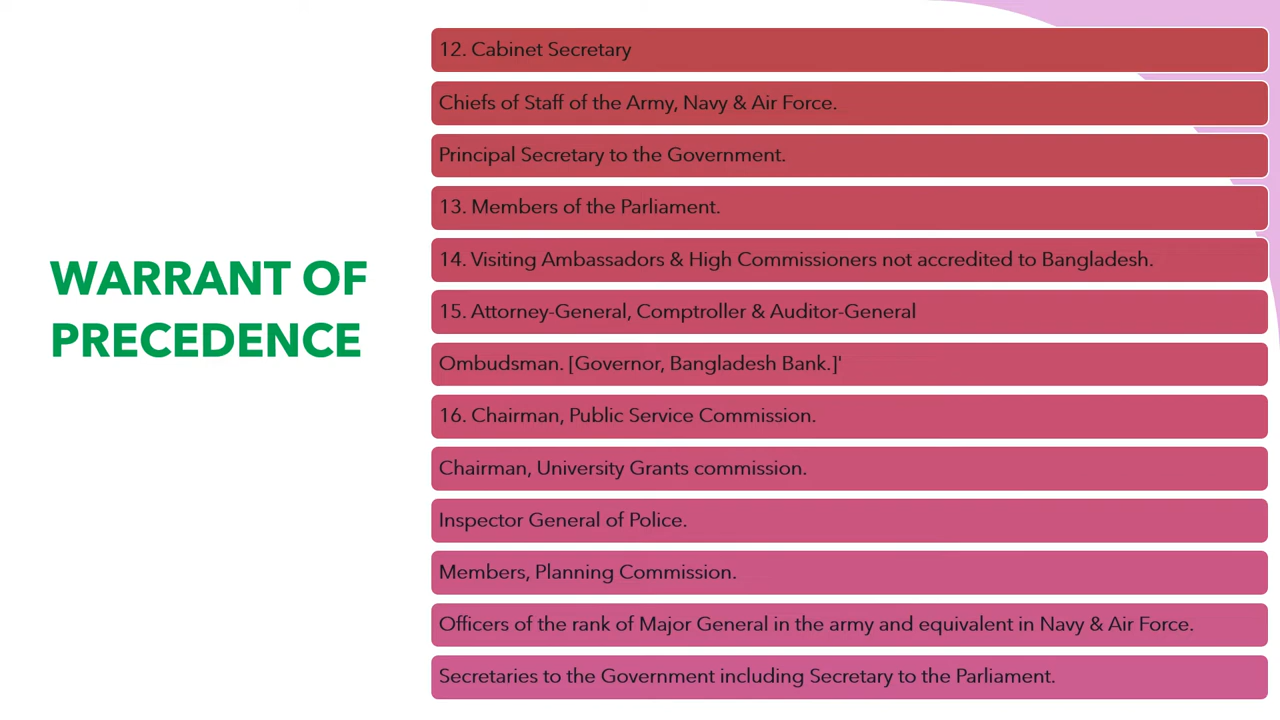 WARRANT OF
PRECEDENCE
12. Cabinet Secretary
Chiefs of Staff of the Army, Navy & Air Force.
Principal Secretary to the Government.
13. Members of the Parliament.
14. Visiting Ambassadors & High Commissioners not accredited to Bangladesh.
15. Attorney-General, Comptroller & Auditor-General
Ombudsman. [Governor, Bangladesh Bank.]'
16. Chairman, Public Service Commission.
Chairman, University Grants commission.
Inspector General of Police.
Members, Planning Commission.
Officers of the rank of Major General in the army and equivalent in Navy & Air Force.
Secretaries to the Government including Secretary to the Parliament.